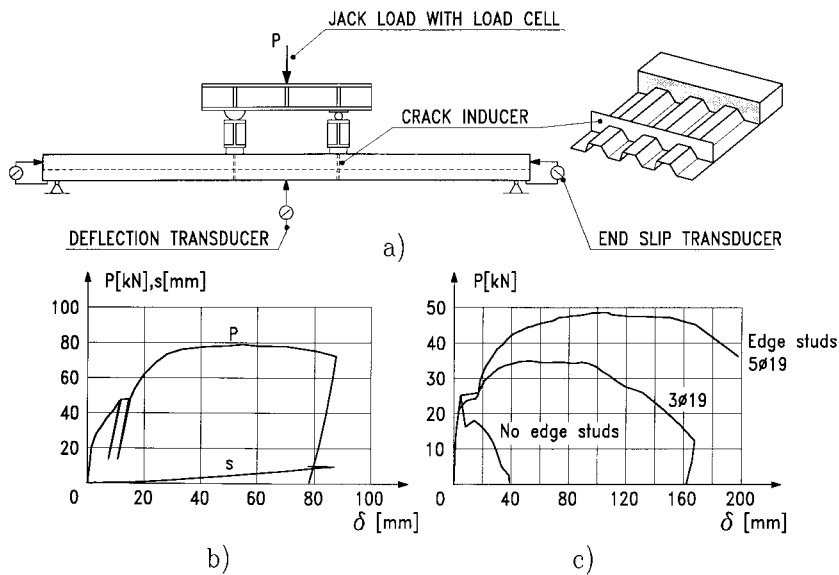 JACK LOAD WITH LOAD CELL
P
CRACK INDUCER
DEFLECTION TRANSDUCER
END SLIP TRANSDUCER
a)
P[kN],s[mm]
100
80
60
40
20
0
0
20
40
60
80
100
P
s
δ [mm]
b)
P[kN]
50
40
30
20
10
0
0
40
80
120
160
200
Edge studs
5ø19
3ø19
No edge studs
δ [mm]
c)